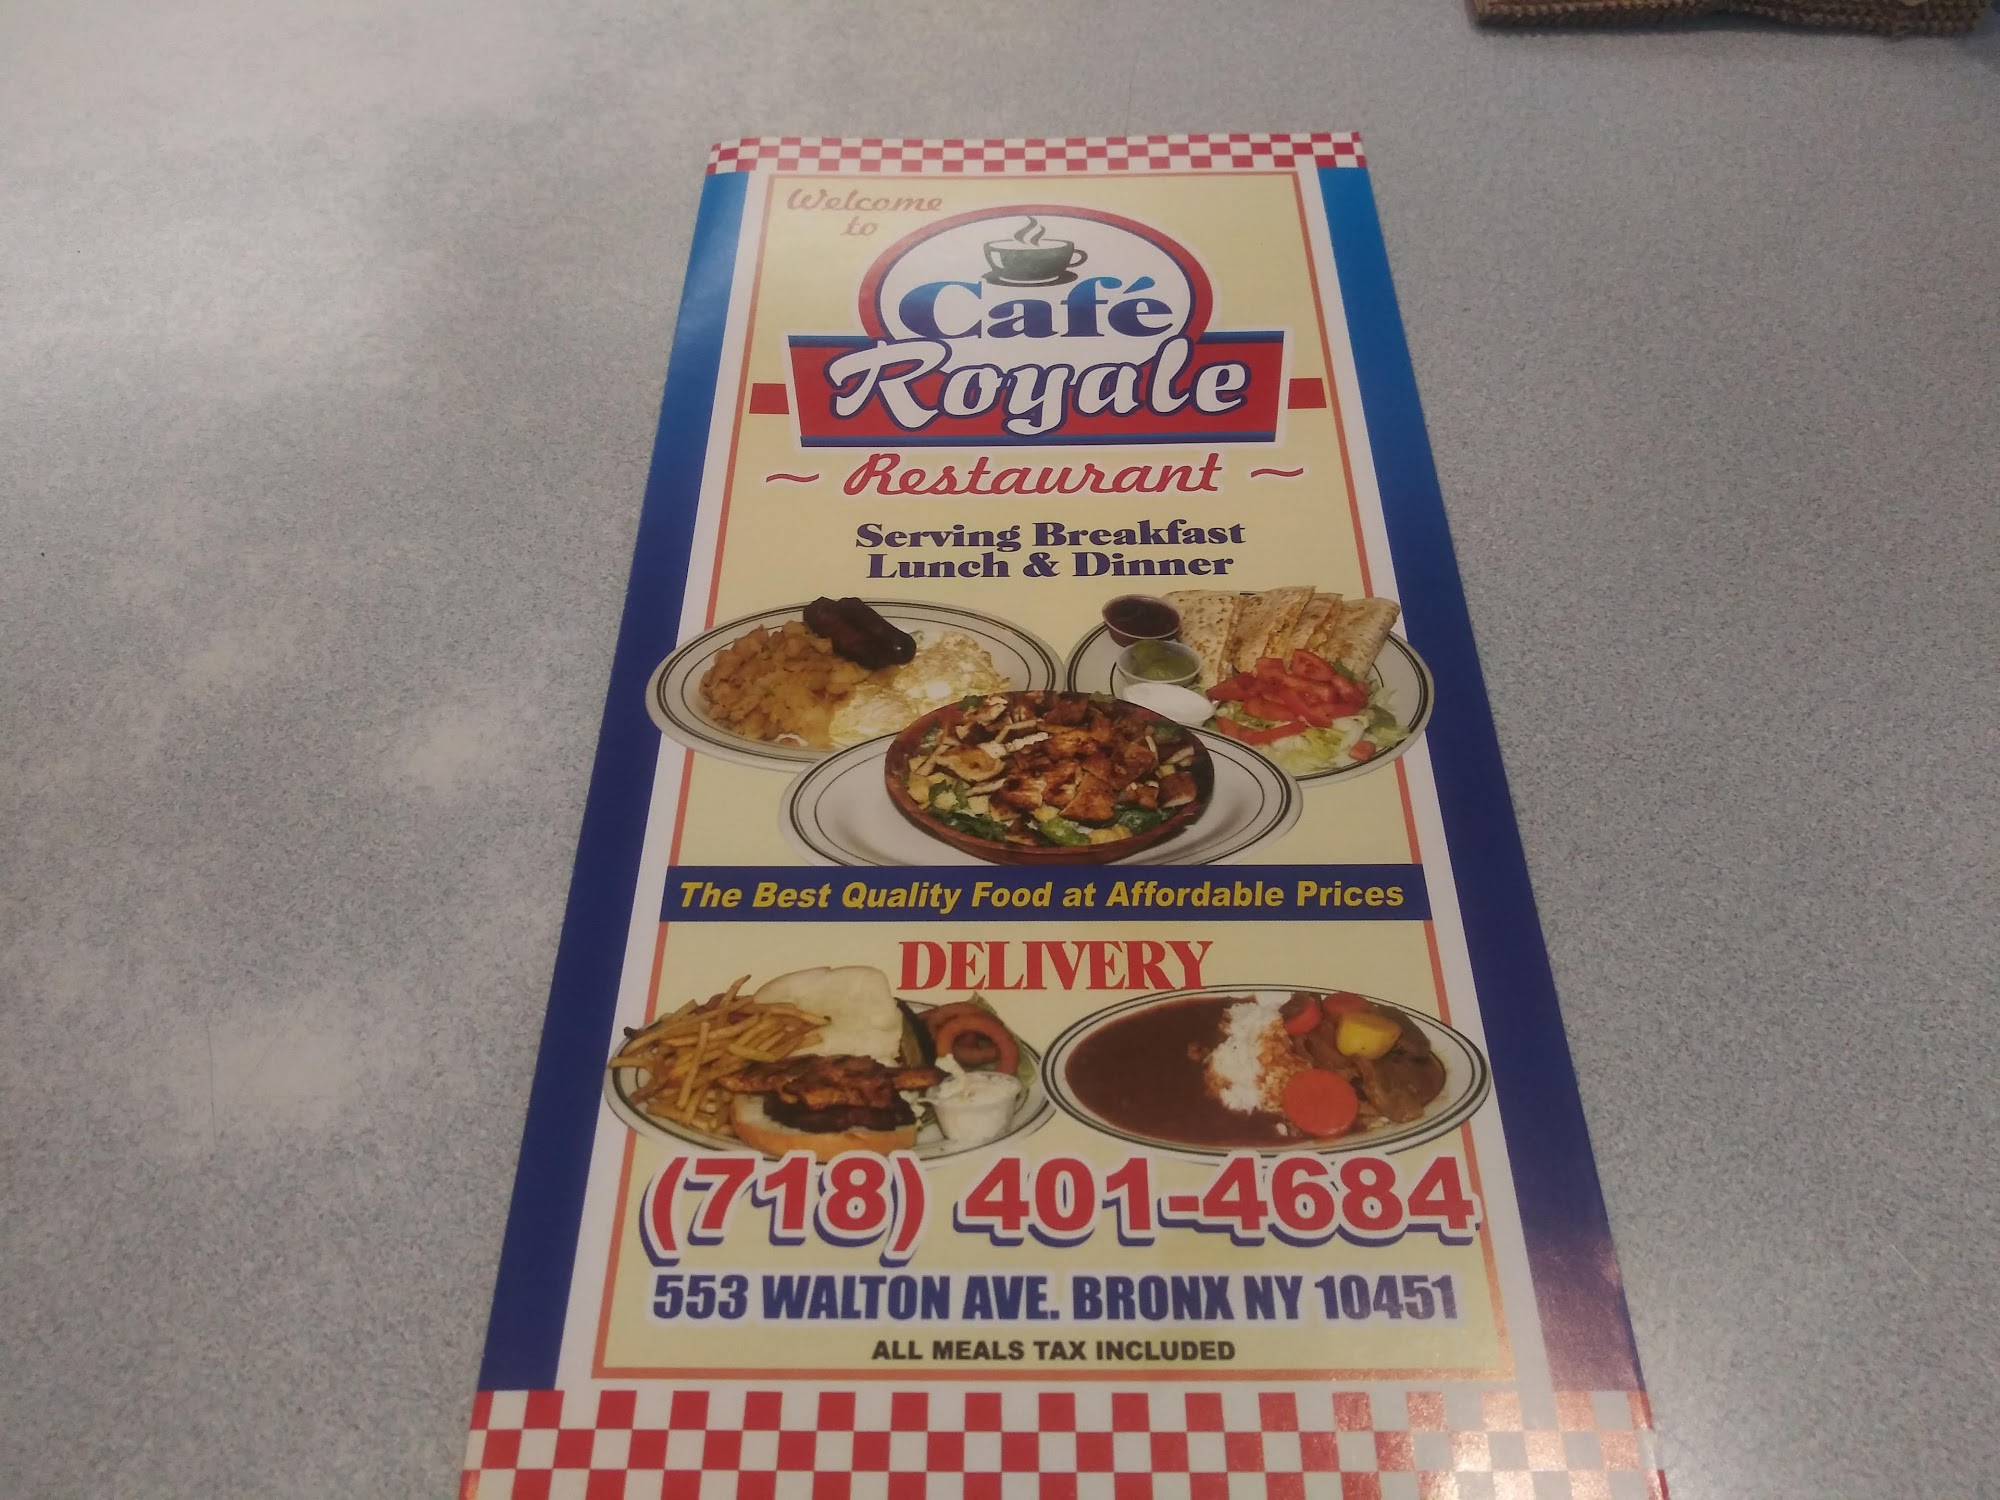 Welcome
to
Café
Royale
~ Restaurant ~
Serving Breakfast
Lunch & Dinner
The Best Quality Food at Affordable Prices
DELIVERY
(718) 401-4684
553 WALTON AVE. BRONX NY 10451
ALL MEALS TAX INCLUDED